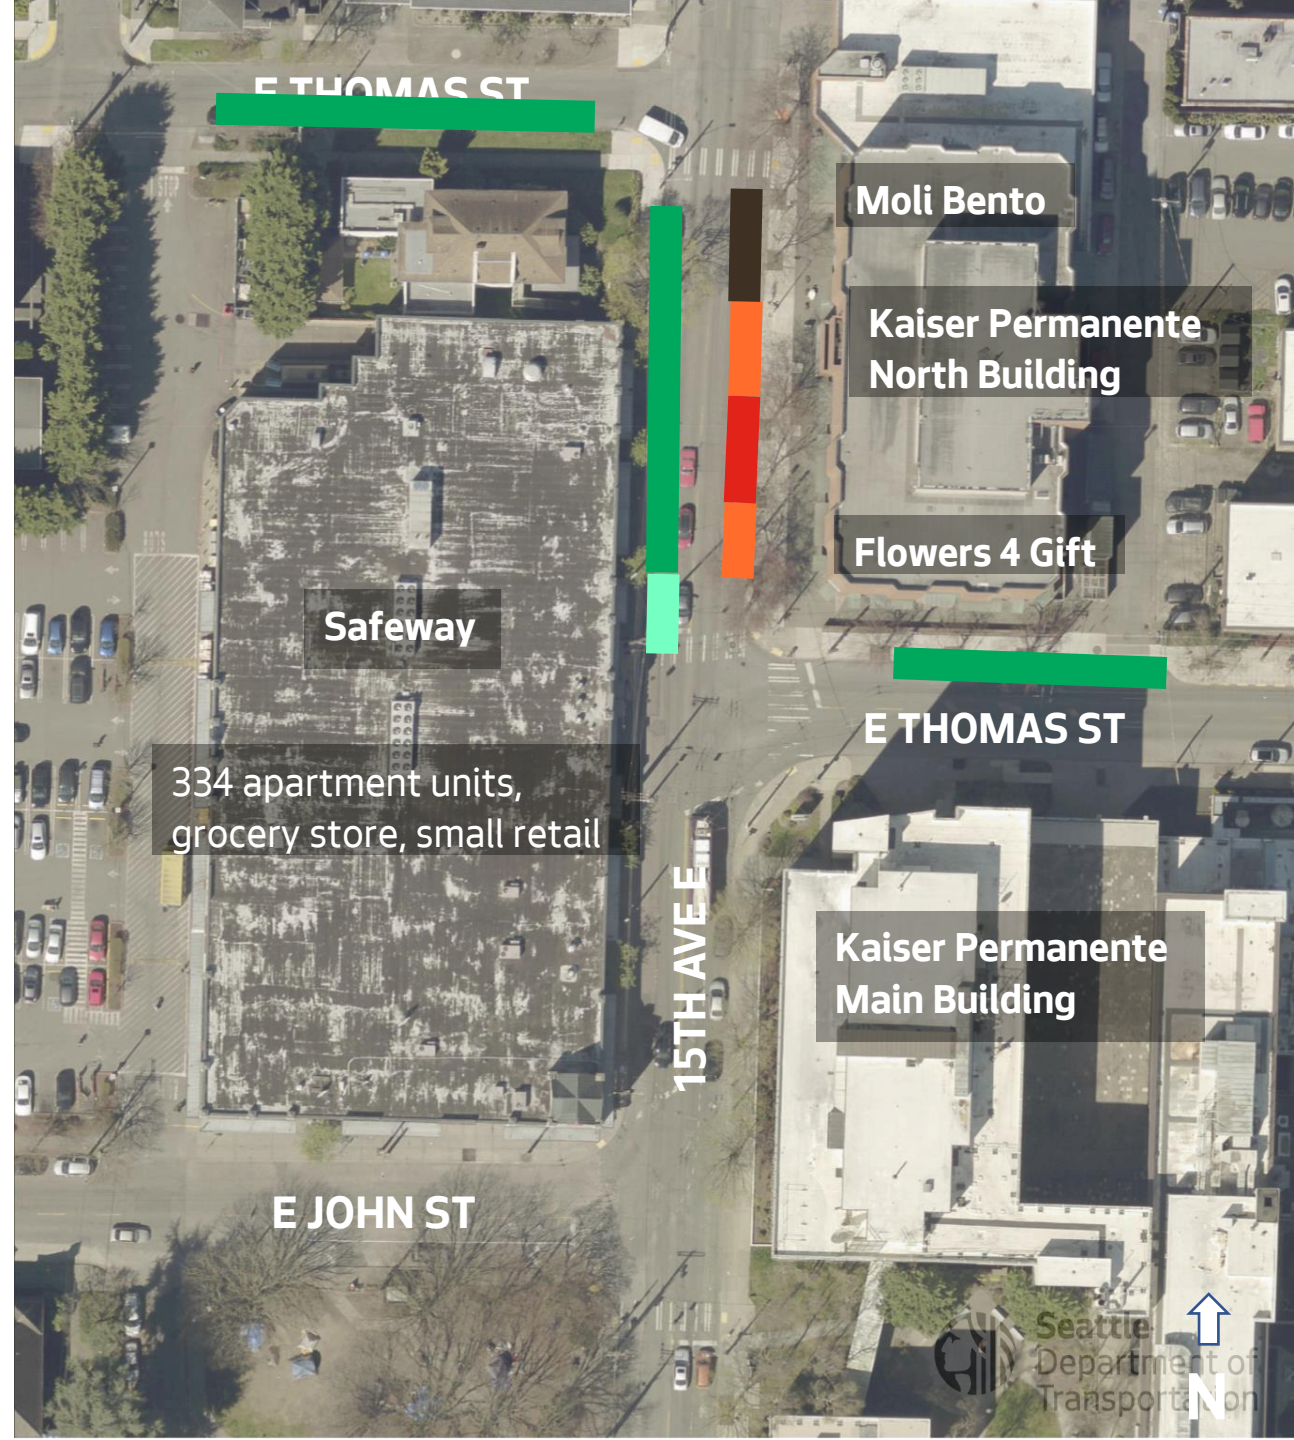 E THOMAS ST
Moli Bento
Kaiser Permanente
North Building
Flowers 4 Gift
Safeway
E THOMAS ST
334 apartment units,
grocery store, small retail
15TH AVE E
Kaiser Permanente
Main Building
E JOHN ST
Seattle
Department of
Transportation
N